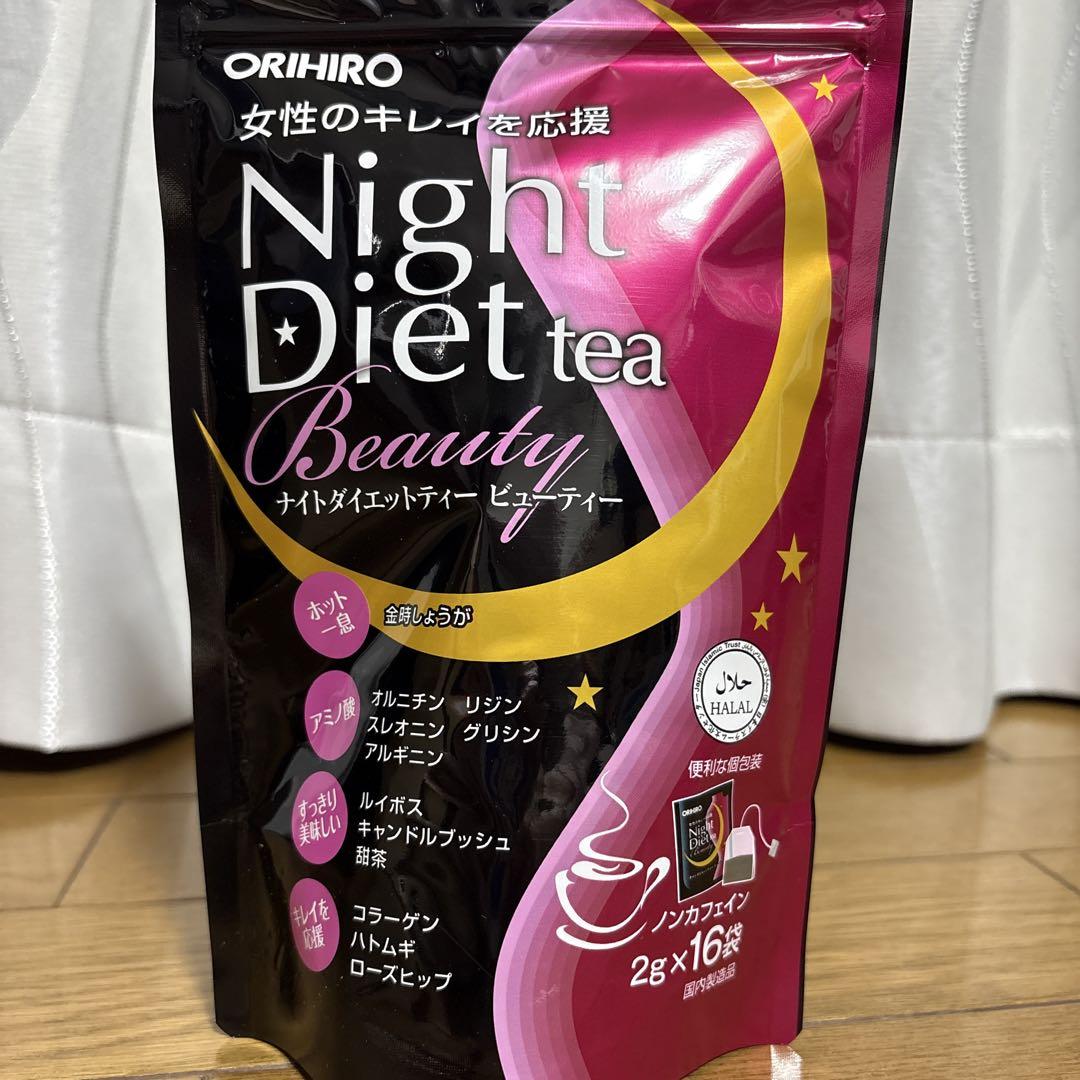 ORIHIRO
女性のキレイを応援
Night
Diet tea
Beauty
ナイトダイエットティー ビューティー
ホット
一息
金時しょうが
アミノ酸
オルニチン リジン
スレオニン グリシン
アルギニン
すっきり
美味しい
ルイボス
キャンドルブッシュ
甜茶
キレイを
応援
コラーゲン
ハトムギ
ローズヒップ
Japan Islamic Trust
حلال
HALAL
便利な個包装
ORIHIRO
Night
Diet
ノンカフェイン
2g×16袋
国内製造品